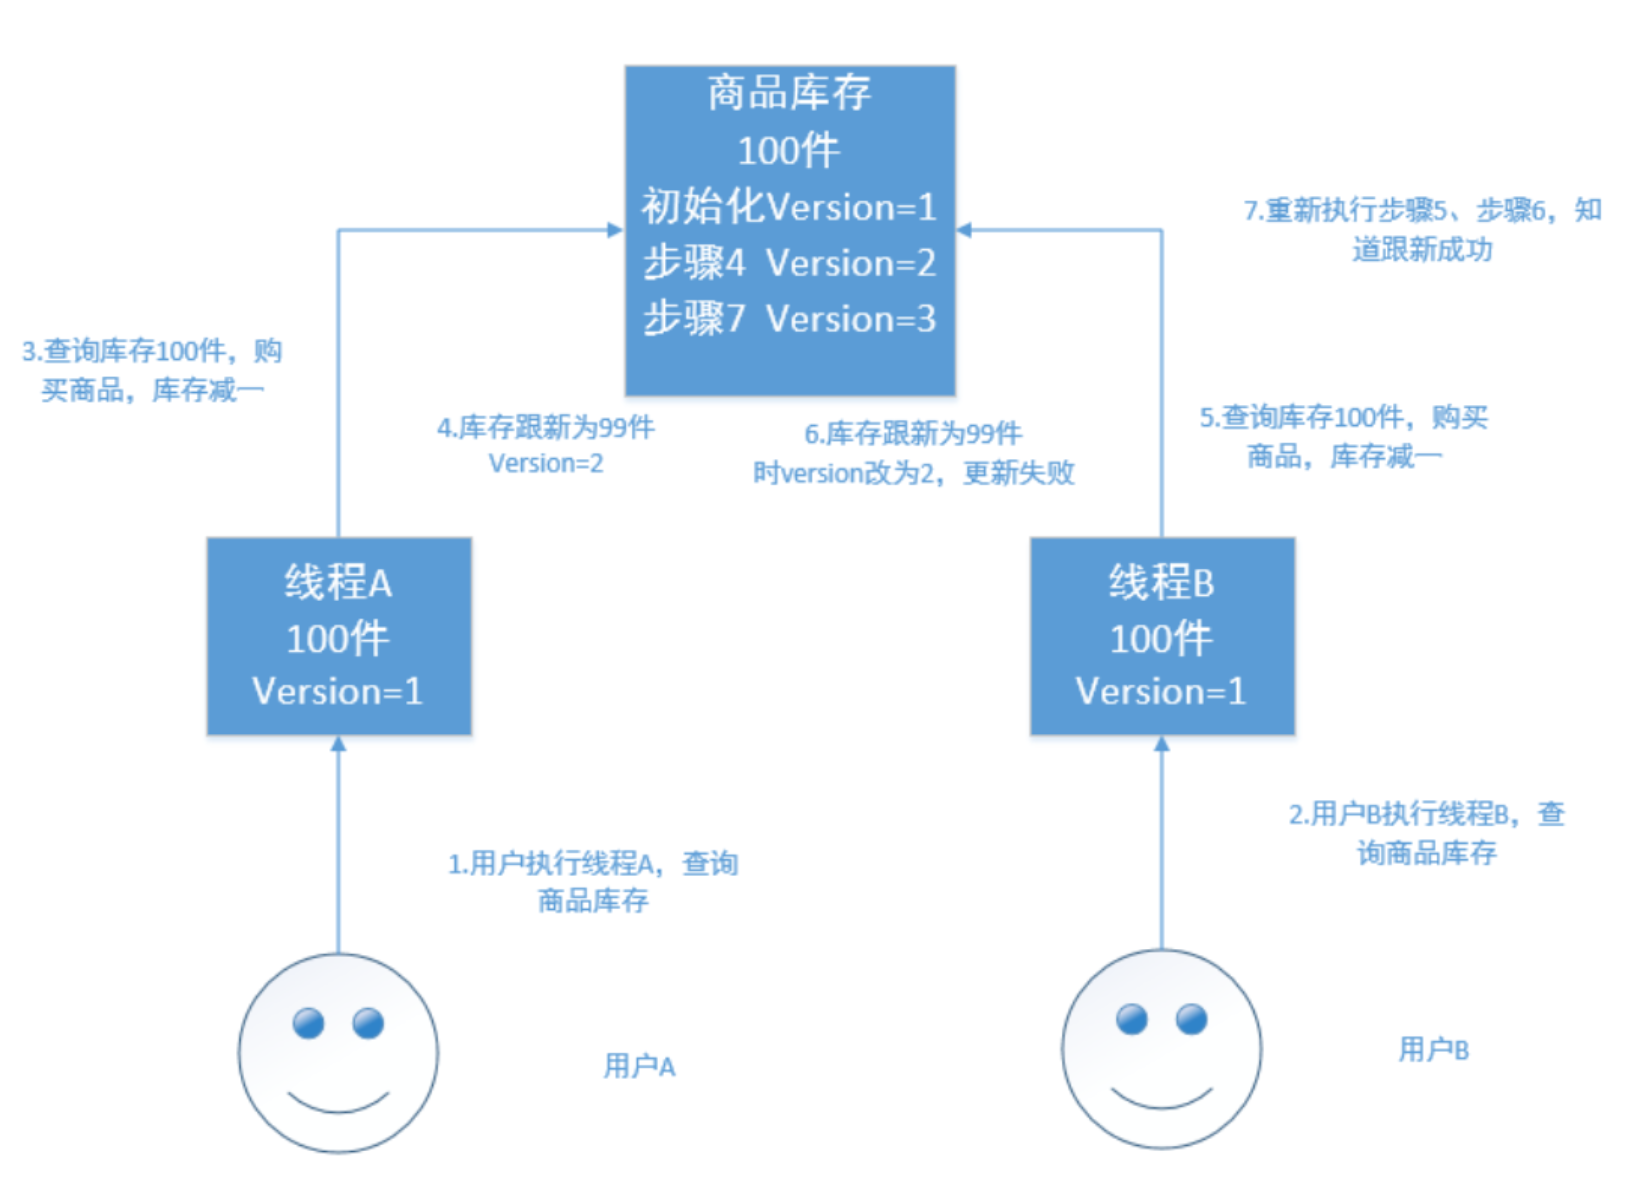 商品库存
100件
初始化Version=1
步骤4 Version=2
步骤7 Version=3
7.重新执行步骤5、步骤6，知
道跟新成功
3.查询库存100件，购
买商品，库存减一
4.库存跟新为99件
Version=2
6.库存跟新为99件
时version改为2，更新失败
5.查询库存100件，购买
商品，库存减一
线程A
100件
Version=1
线程B
100件
Version=1
1.用户执行线程A，查询
商品库存
2.用户B执行线程B，查
询商品库存
用户A
用户B